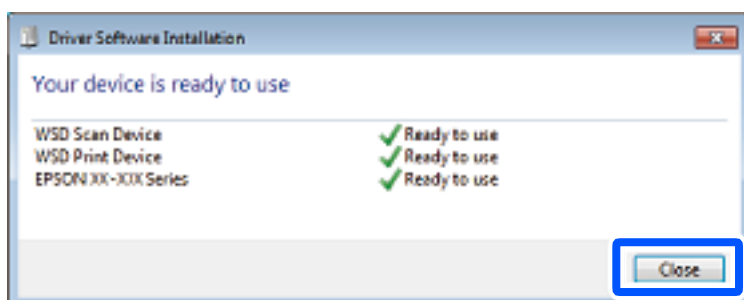 Driver Software Installation
Your device is ready to use
WSD Scan Device Ready to use
WSD Print Device Ready to use
EPSON XX-XXX Series Ready to use
Close